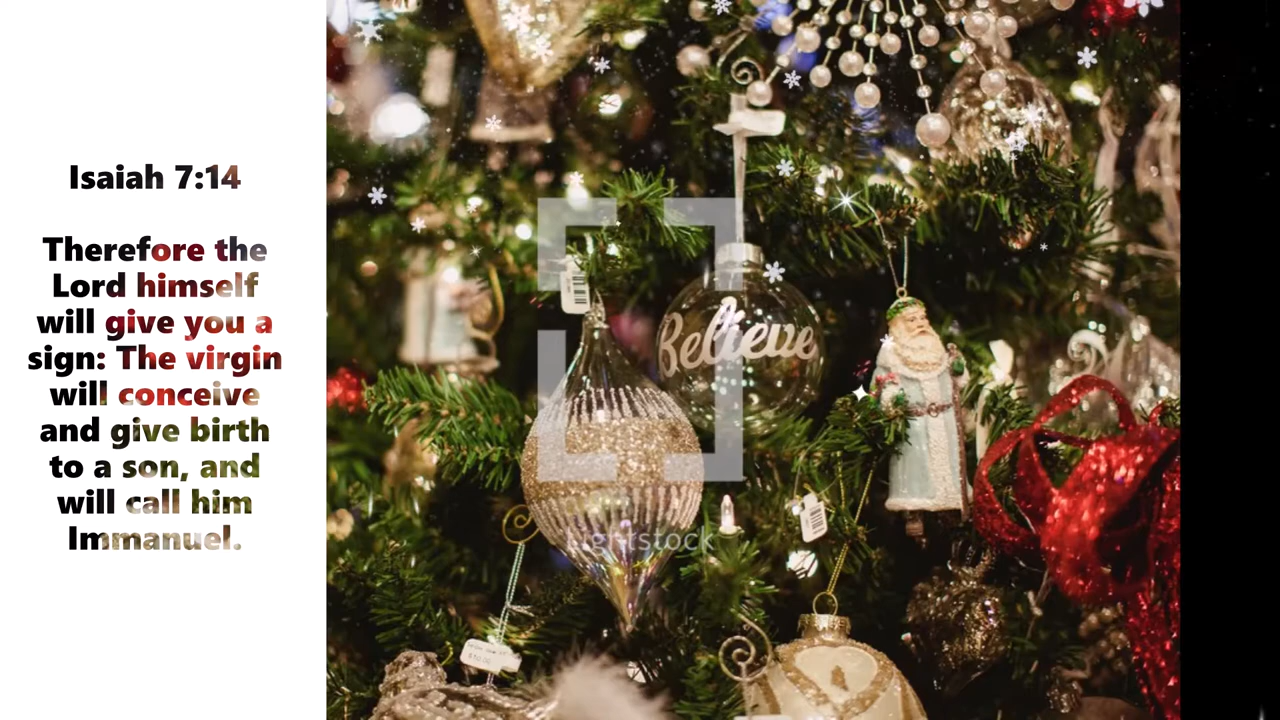 Isaiah 7:14
Therefore the
Lord himself
will give you a
sign: The virgin
will conceive
and give birth
to a son, and
will call him
Immanuel.
Believe
Lightstock